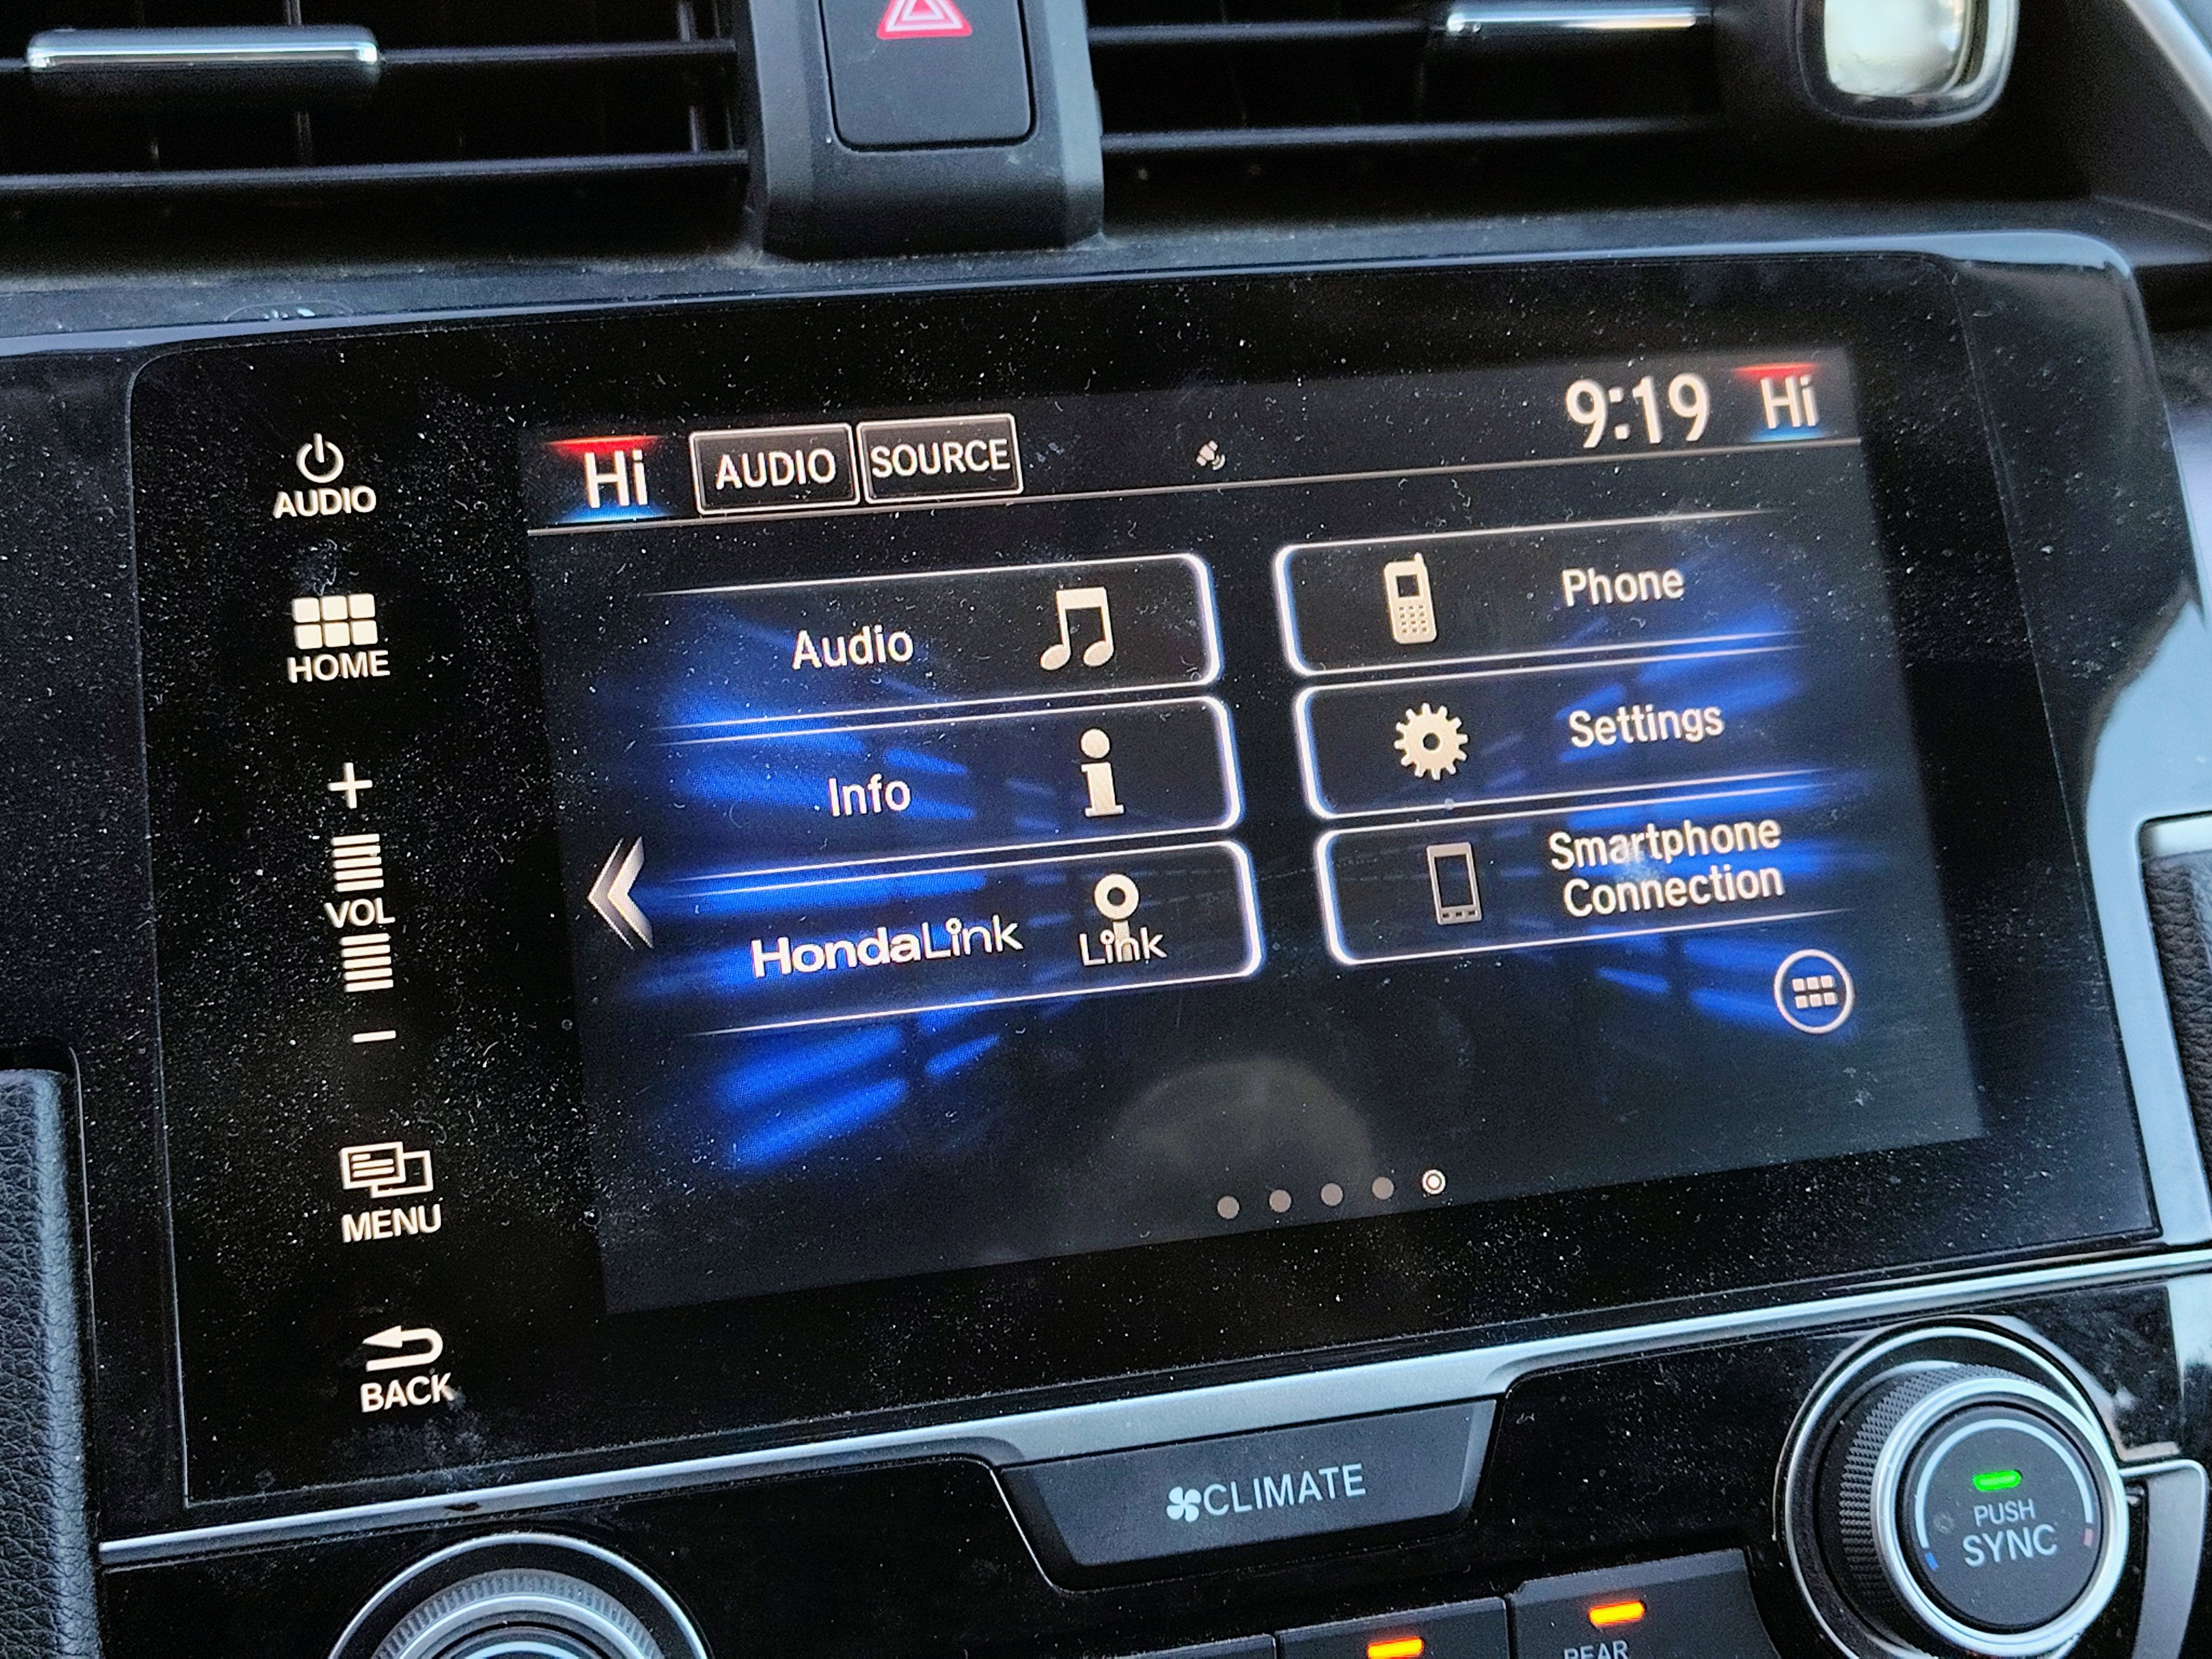 Hi AUDIO SOURCE 9:19 Hi
AUDIO
HOME
VOL
MENU
BACK
Audio
Phone
Info
Settings
HondaLink Link
Smartphone
Connection
CLIMATE
PUSH
SYNC
REAR